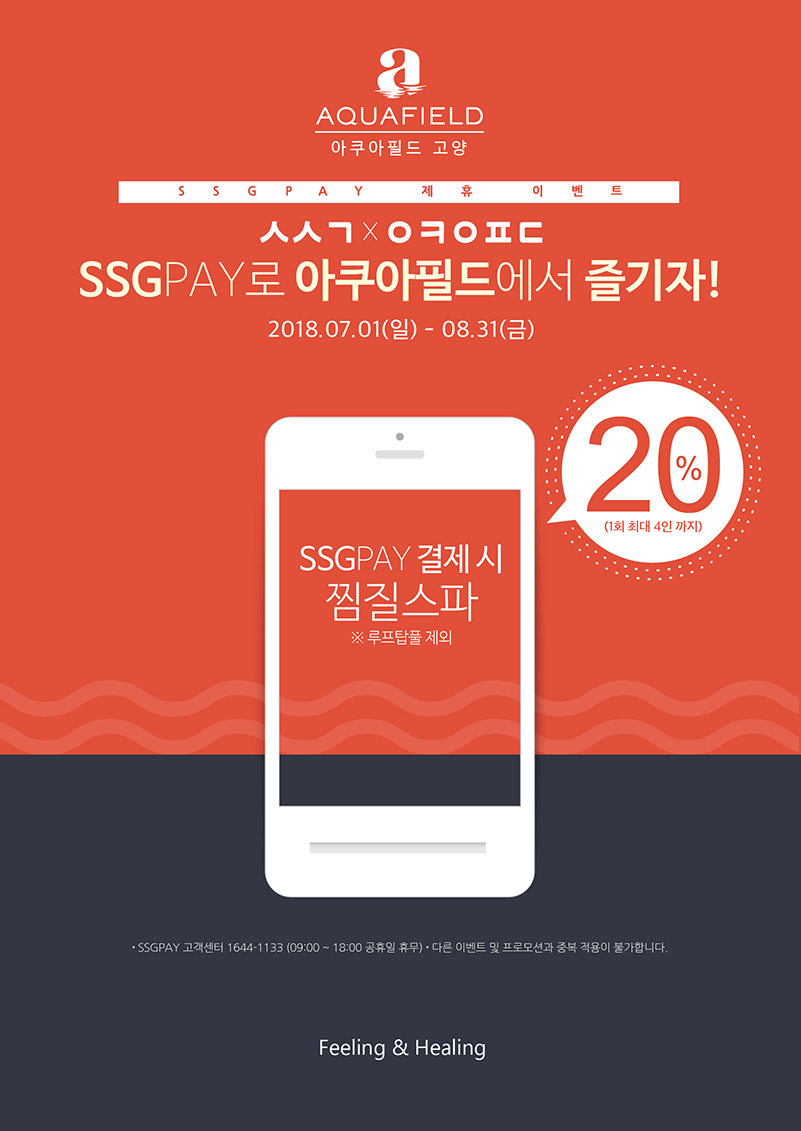 a
AQUAFIELD
아쿠아필드 고양
SSGPAY 제휴 이벤트
ㅅㅅㄱ x ㅇㅋㅇㅍㄷ
SSGPAY로 아쿠아필드에서 즐기자!
2018.07.01(일) - 08.31(금)
20%
(1회 최대 4인 까지)
SSGPAY 결제 시
찜질스파
※ 루프탑풀 제외
• SSGPAY 고객센터 1644-1133 (09:00 ~ 18:00 공휴일 휴무) • 다른 이벤트 및 프로모션과 중복 적용이 불가합니다.
Feeling & Healing